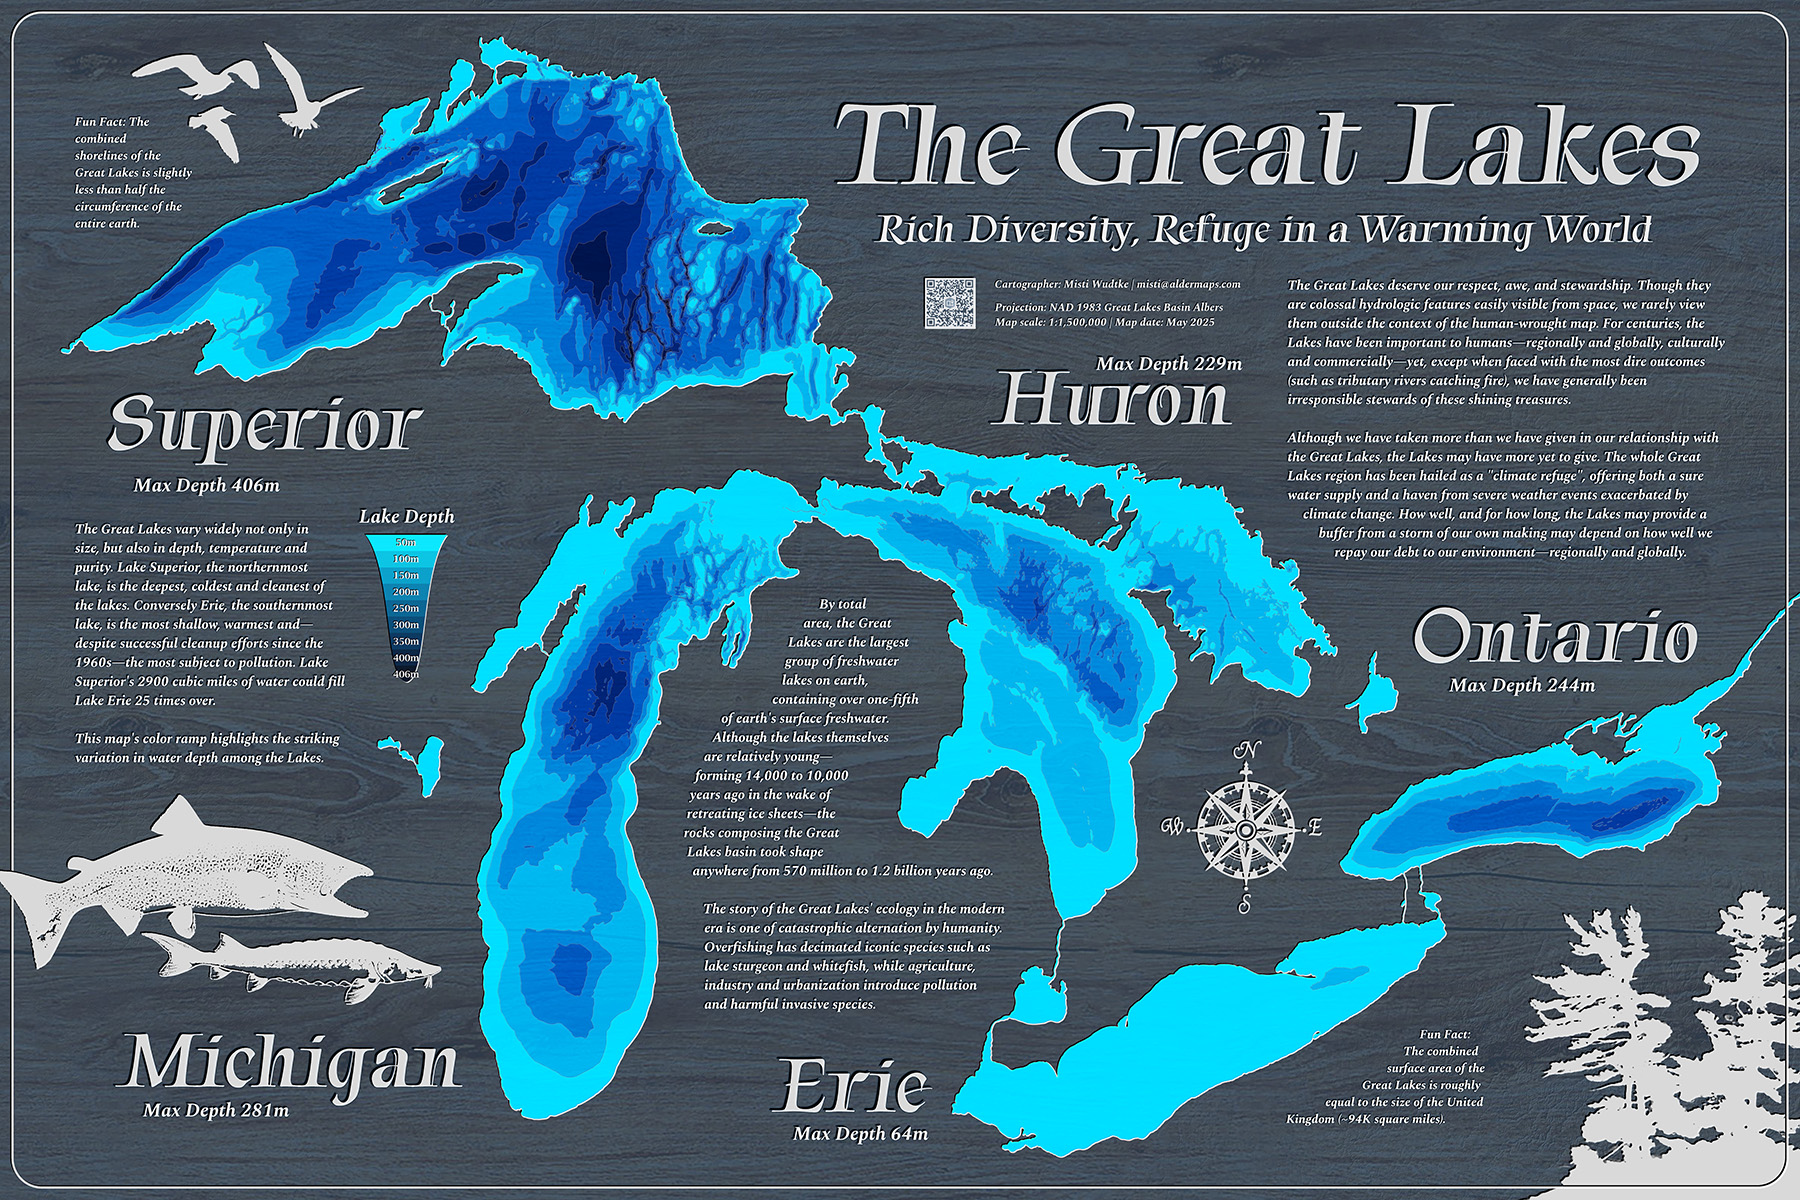 The Great Lakes
Rich Diversity, Refuge in a Warming World
Cartographer: Misti Wudtke | misti@aldermaps.com
Projection: NAD 1983 Great Lakes Basin Albers
Map scale: 1:1,500,000 | Map date: May 2025
Fun Fact: The
combined
shorelines of the
Great Lakes is slightly
less than half the
circumference of the
entire earth.
The Great Lakes deserve our respect, awe, and stewardship. Though they
are colossal hydrologic features easily visible from space, we rarely view
them outside the context of the human-wrought map. For centuries, the
Lakes have been important to humans—regionally and globally, culturally
and commercially—yet, except when faced with the most dire outcomes
(such as tributary rivers catching fire), we have generally been
irresponsible stewards of these shining treasures.
Although we have taken more than we have given in our relationship with
the Great Lakes, the Lakes may have more yet to give. The whole Great
Lakes region has been hailed as a "climate refuge", offering both a sure
water supply and a haven from severe weather events exacerbated by
climate change. How well, and for how long, the Lakes may provide a
buffer from a storm of our own making may depend on how well we
repay our debt to our environment—regionally and globally.
Max Depth 229m
Huron
Superior
Max Depth 406m
The Great Lakes vary widely not only in
size, but also in depth, temperature and
purity. Lake Superior, the northernmost
lake, is the deepest, coldest and cleanest of
the lakes. Conversely Erie, the southernmost
lake, is the most shallow, warmest and—
despite successful cleanup efforts since the
1960s—the most subject to pollution. Lake
Superior's 2900 cubic miles of water could fill
Lake Erie 25 times over.
This map's color ramp highlights the striking
variation in water depth among the Lakes.
Lake Depth
50m
100m
150m
200m
250m
300m
350m
400m
406m
By total
area, the Great
Lakes are the largest
group of freshwater
lakes on earth,
containing over one-fifth
of earth's surface freshwater.
Although the lakes themselves
are relatively young—
forming 14,000 to 10,000
years ago in the wake of
retreating ice sheets—the
rocks composing the Great
Lakes basin took shape
anywhere from 570 million to 1.2 billion years ago.
The story of the Great Lakes' ecology in the modern
era is one of catastrophic alternation by humanity.
Overfishing has decimated iconic species such as
lake sturgeon and whitefish, while agriculture,
industry and urbanization introduce pollution
and harmful invasive species.
Ontario
Max Depth 244m
N
W E
S
Michigan
Max Depth 281m
Erie
Max Depth 64m
Fun Fact:
The combined
surface area of the
Great Lakes is roughly
equal to the size of the United
Kingdom (~94K square miles).